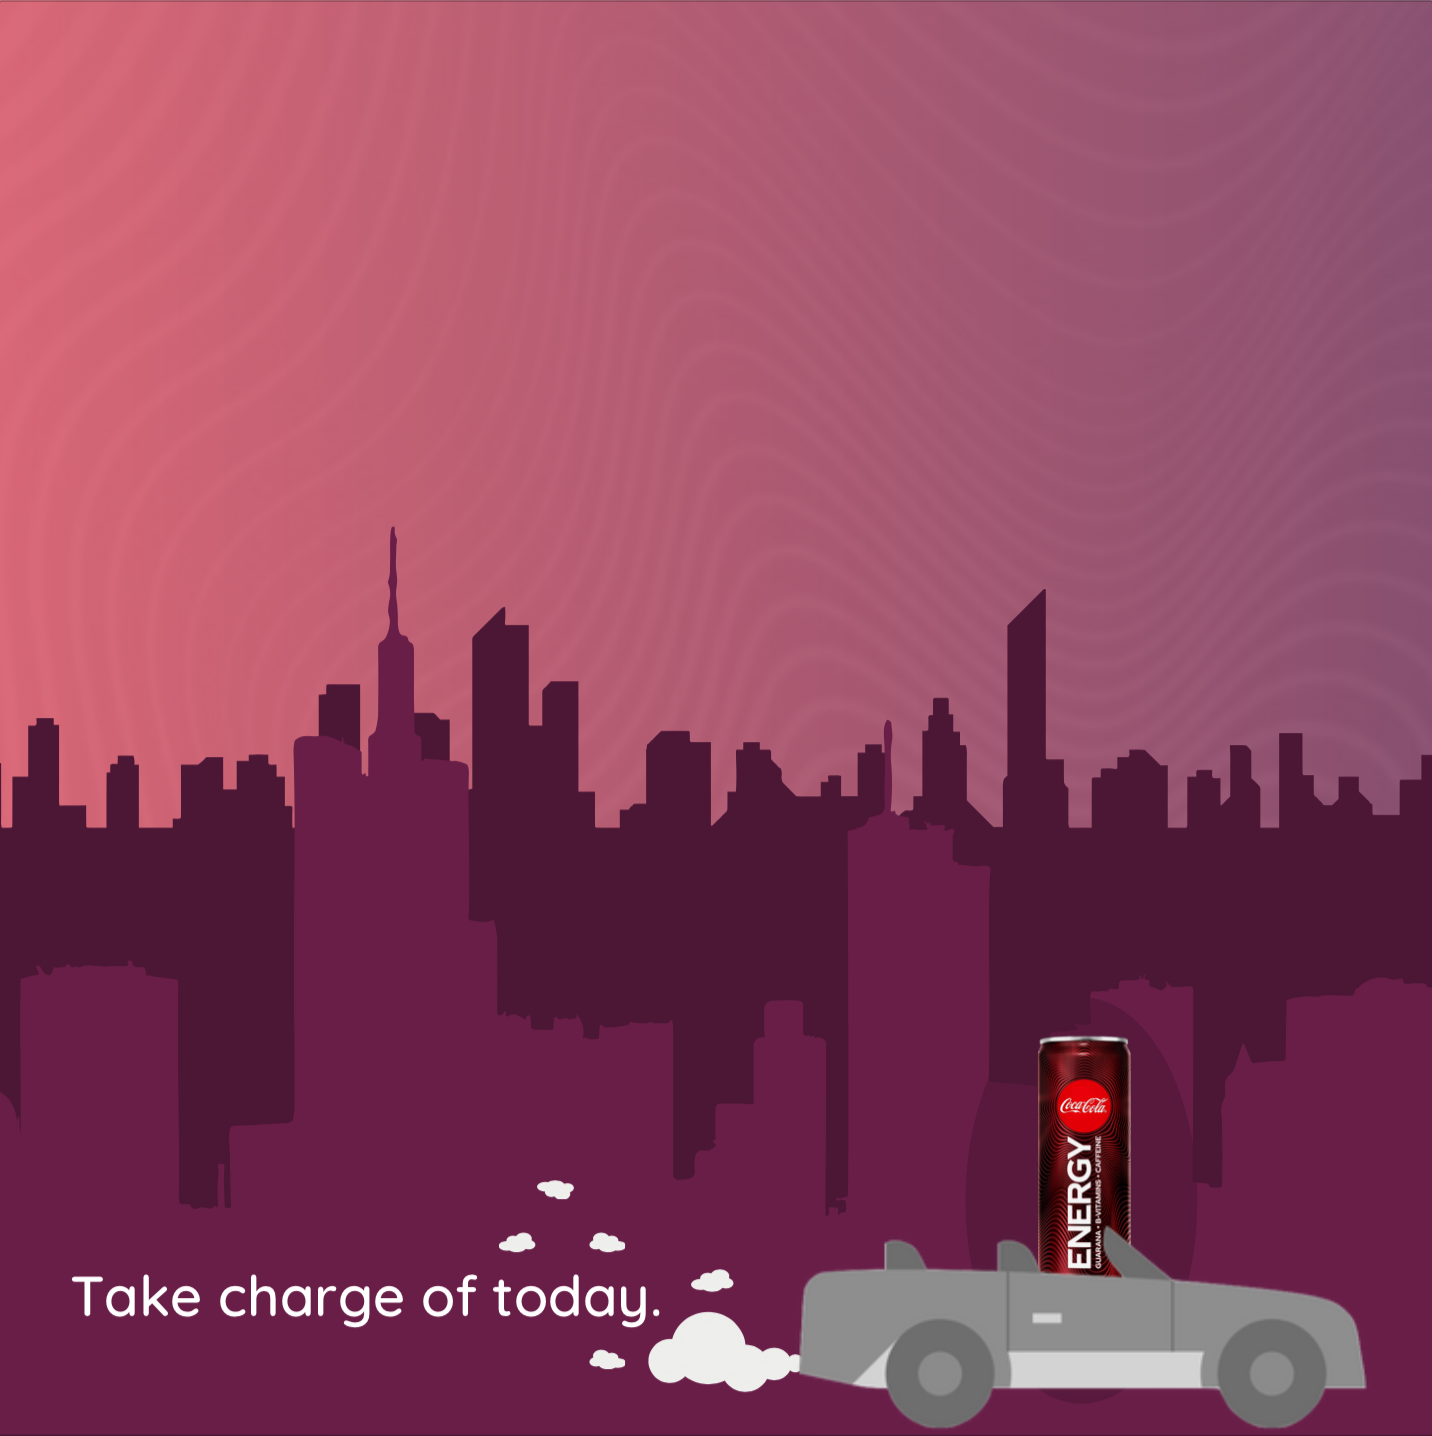 Coca-Cola
ENERGY
GUARANA • B-VITAMINS • CAFFEINE
Take charge of today.